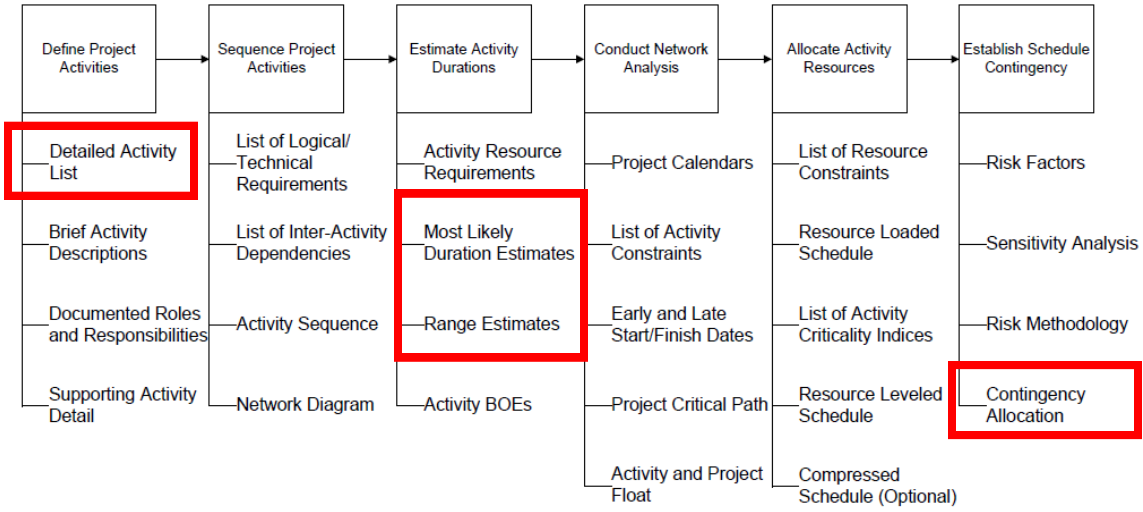 Define Project
Activities
Sequence Project
Activities
Estimate Activity
Durations
Conduct Network
Analysis
Allocate Activity
Resources
Establish Schedule
Contingency
Detailed Activity
List
Brief Activity
Descriptions
Documented Roles
and Responsibilities
Supporting Activity
Detail
List of Logical/
Technical
Requirements
List of Inter-Activity
Dependencies
Activity Sequence
Network Diagram
Activity Resource
Requirements
Most Likely
Duration Estimates
Range Estimates
Activity BOEs
Project Calendars
List of Activity
Constraints
Early and Late
Start/Finish Dates
Project Critical Path
Activity and Project
Float
List of Resource
Constraints
Resource Loaded
Schedule
List of Activity
Criticality Indices
Resource Leveled
Schedule
Compressed
Schedule (Optional)
Risk Factors
Sensitivity Analysis
Risk Methodology
Contingency
Allocation